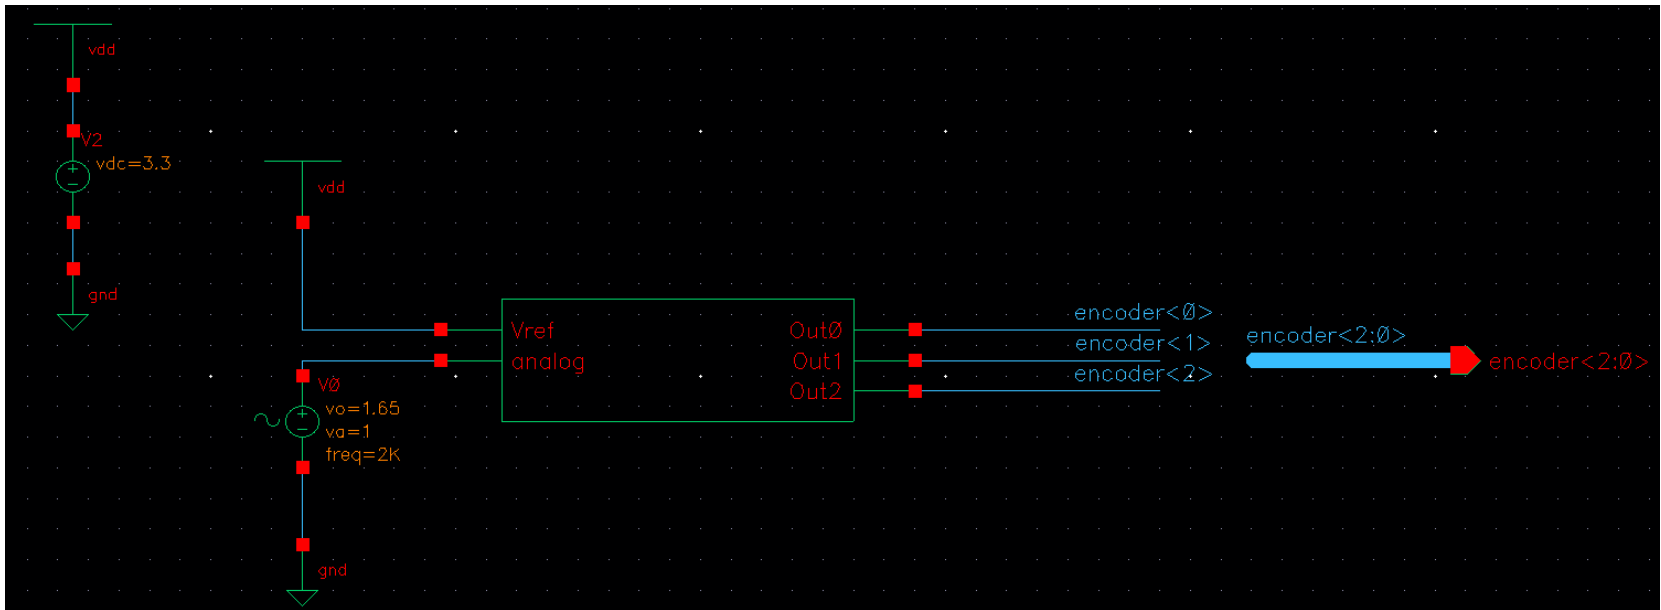 vdd
V2
vdc=3.3
gnd
vdd
Vref
analog
V0
vo=1.65
va=1
freq=2K
gnd
Out0
Out1
Out2
encoder<0>
encoder<1>
encoder<2>
encoder<2:0>
encoder<2:0>